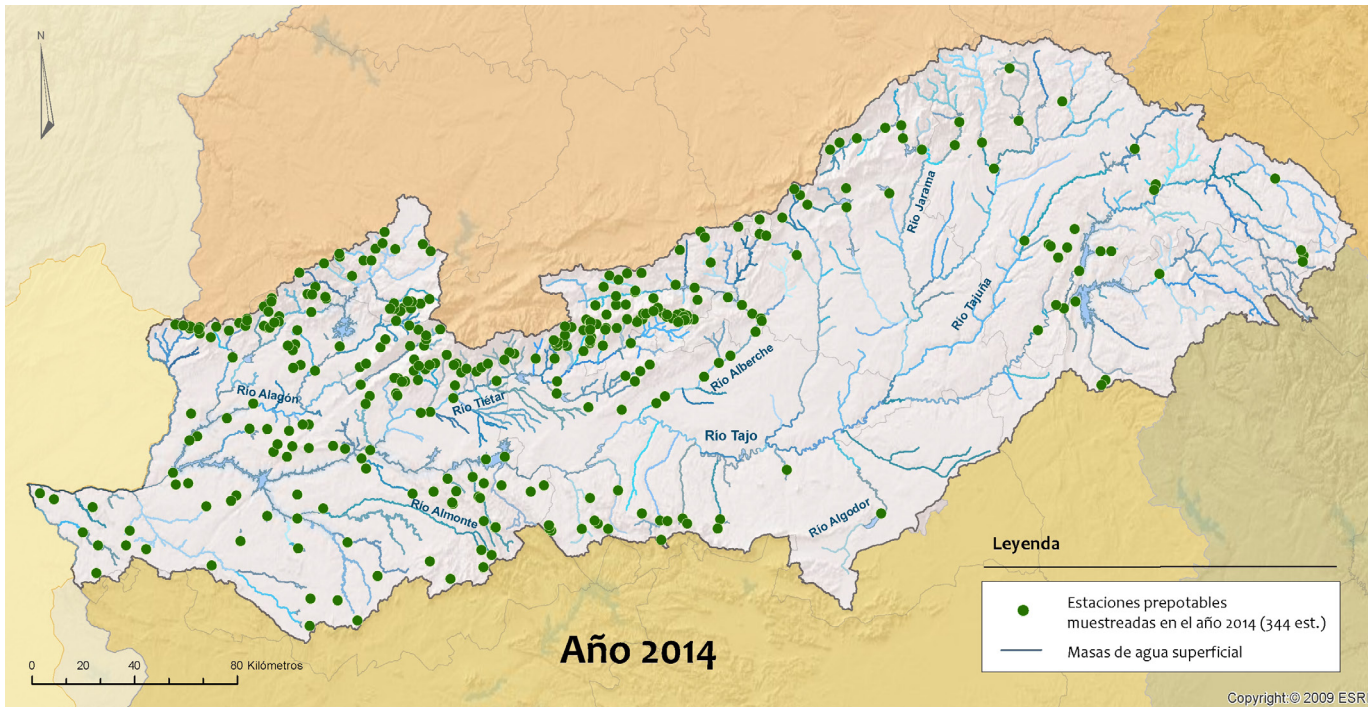 N
Río Jarama
Río Tajuña
Río Alberche
Río Alagón
Río Tiétar
Río Tajo
Río Almonte
Río Algodor
Leyenda
Estaciones prepotables
muestreadas en el año 2014 (344 est.)
Masas de agua superficial
Año 2014
0 20 40 80 Kilómetros
Copyright:© 2009 ESR